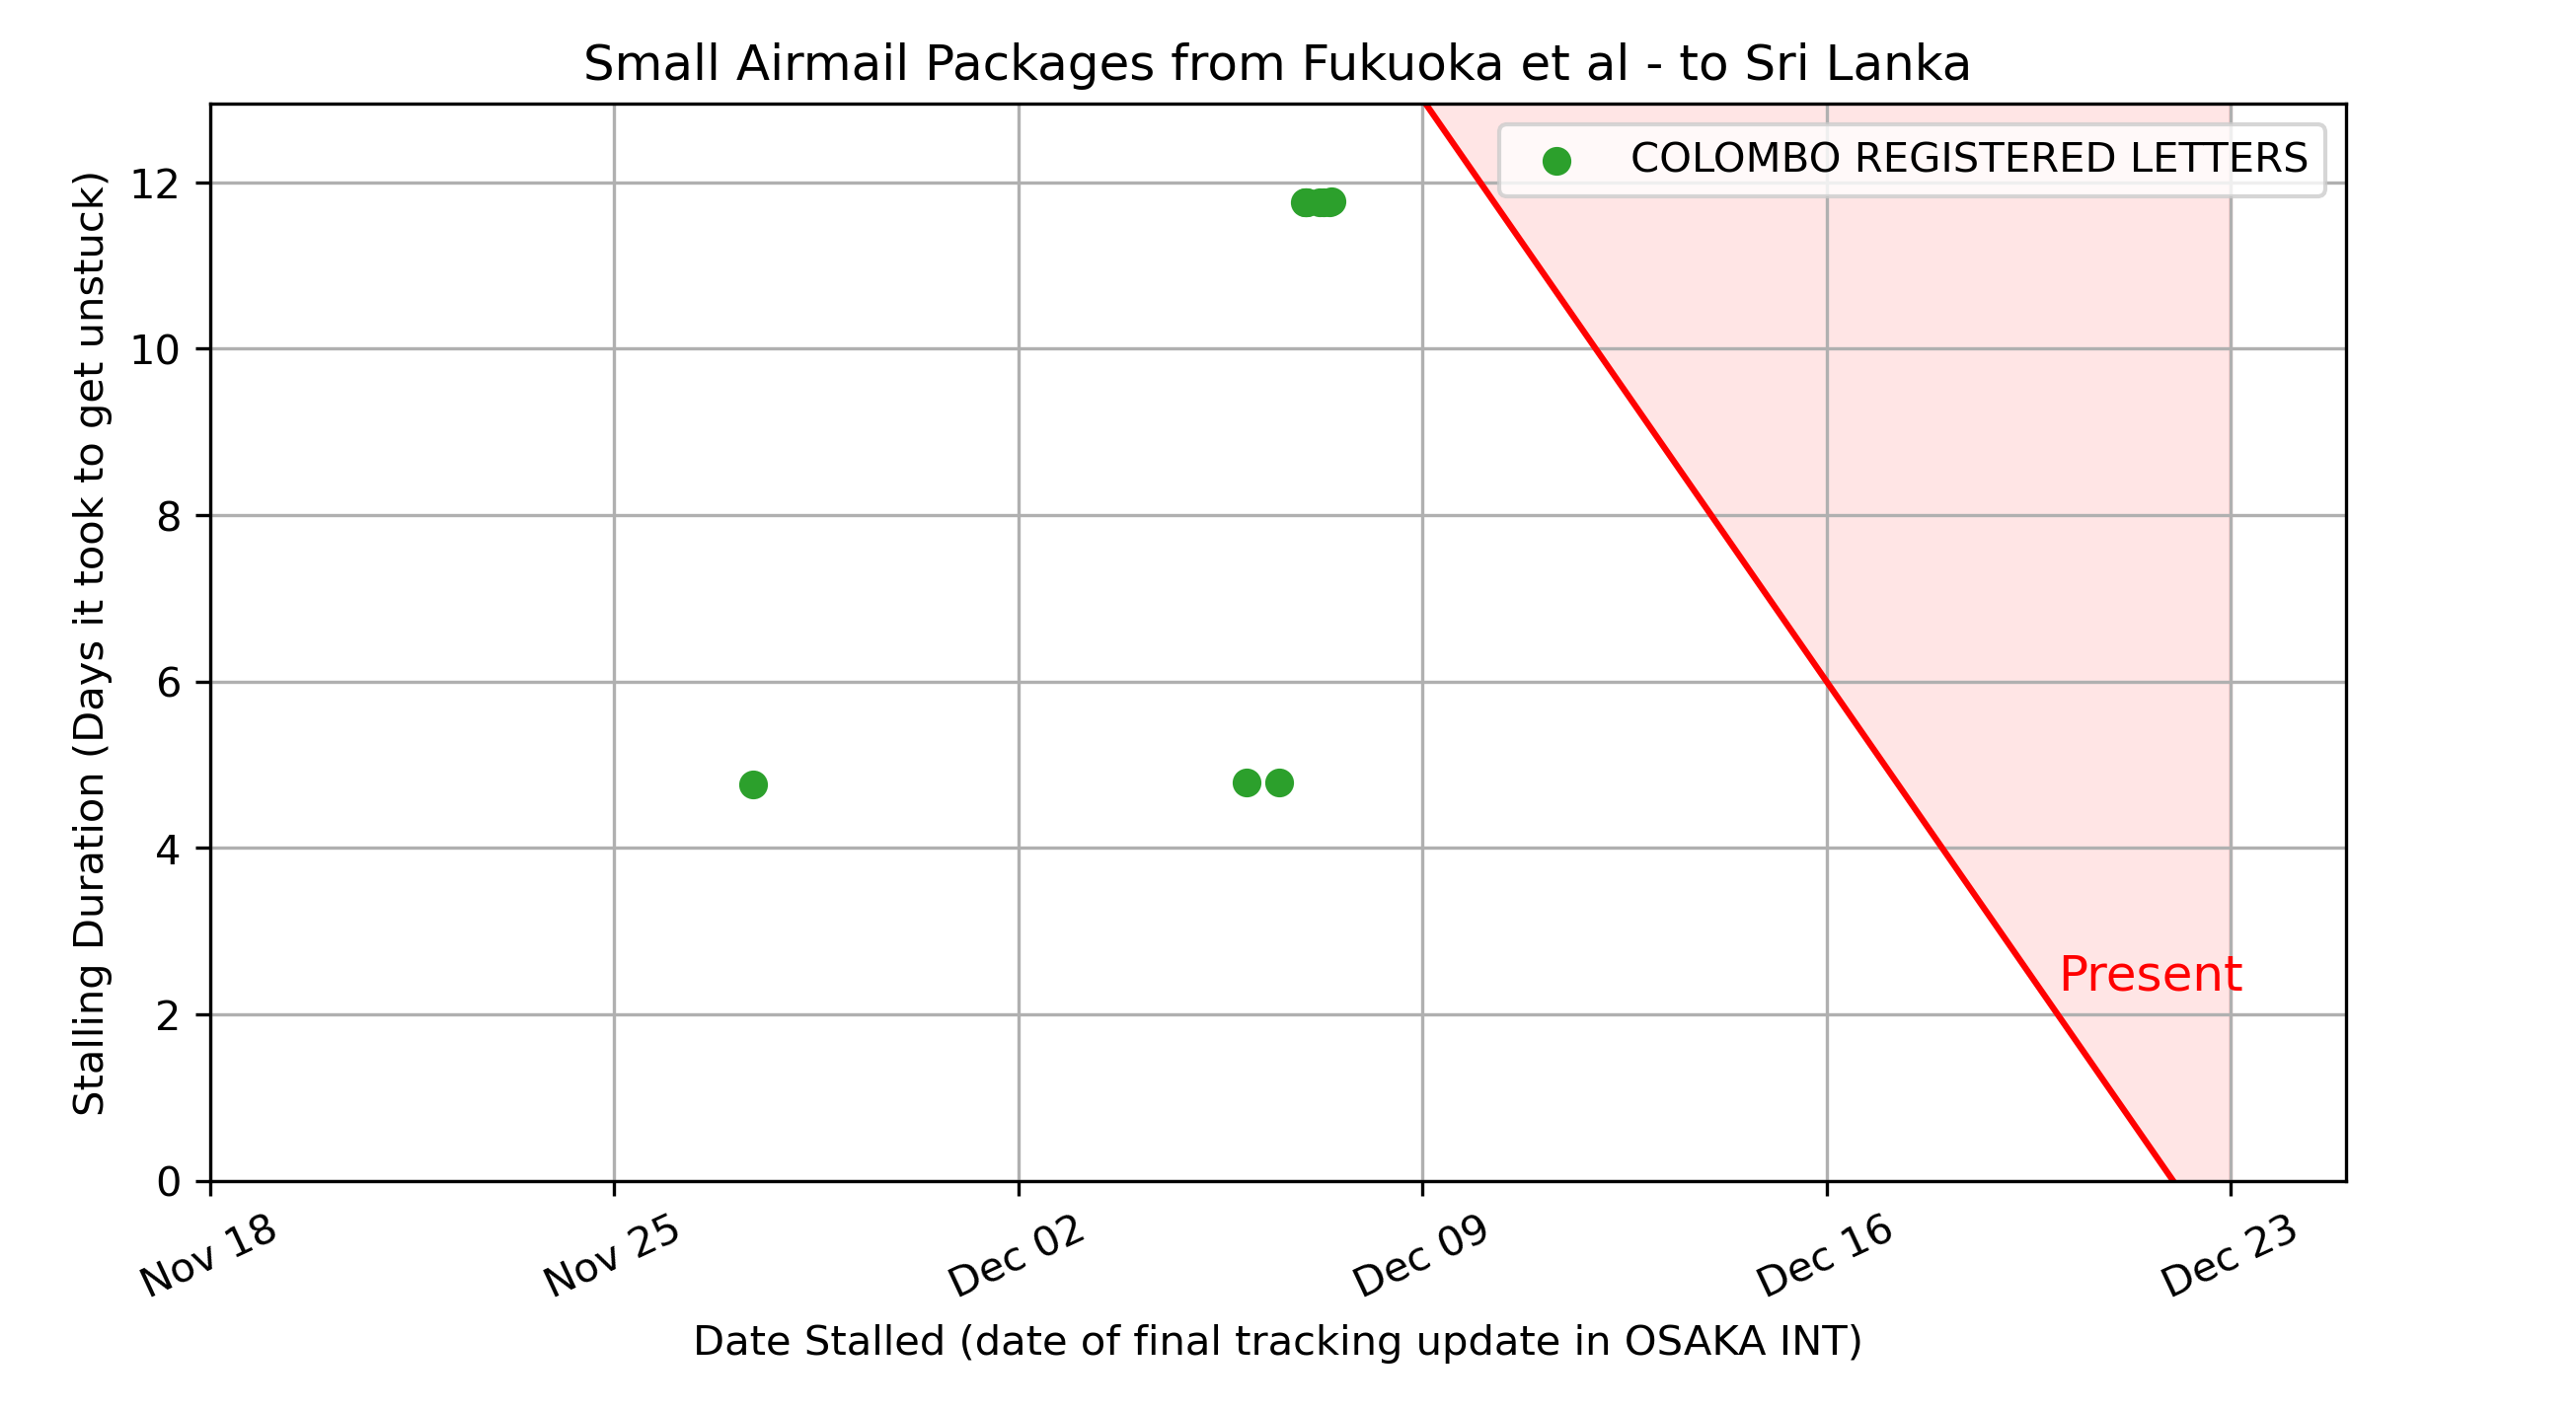 Small Airmail Packages from Fukuoka et al - to Sri Lanka
COLOMBO REGISTERED LETTERS
Stalling Duration (Days it took to get unstuck)
12
10
8
6
4
2
0
Present
Nov 18
Nov 25
Dec 02
Dec 09
Dec 16
Dec 23
Date Stalled (date of final tracking update in OSAKA INT)